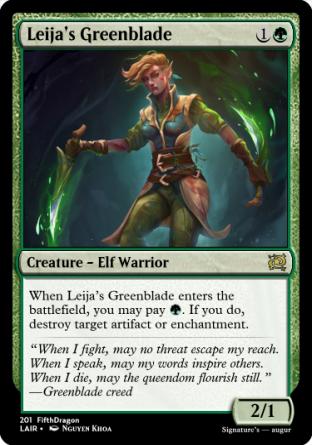 Leija's Greenblade 1
Creature – Elf Warrior
When Leija's Greenblade enters the
battlefield, you may pay . If you do,
destroy target artifact or enchantment.
“When I fight, may no threat escape my reach.
When I speak, may my words inspire others.
When I die, may the queendom flourish still.”
—Greenblade creed
2/1
201 FifthDragon
LAIR • Nguyen Khoa
Signature's — augur